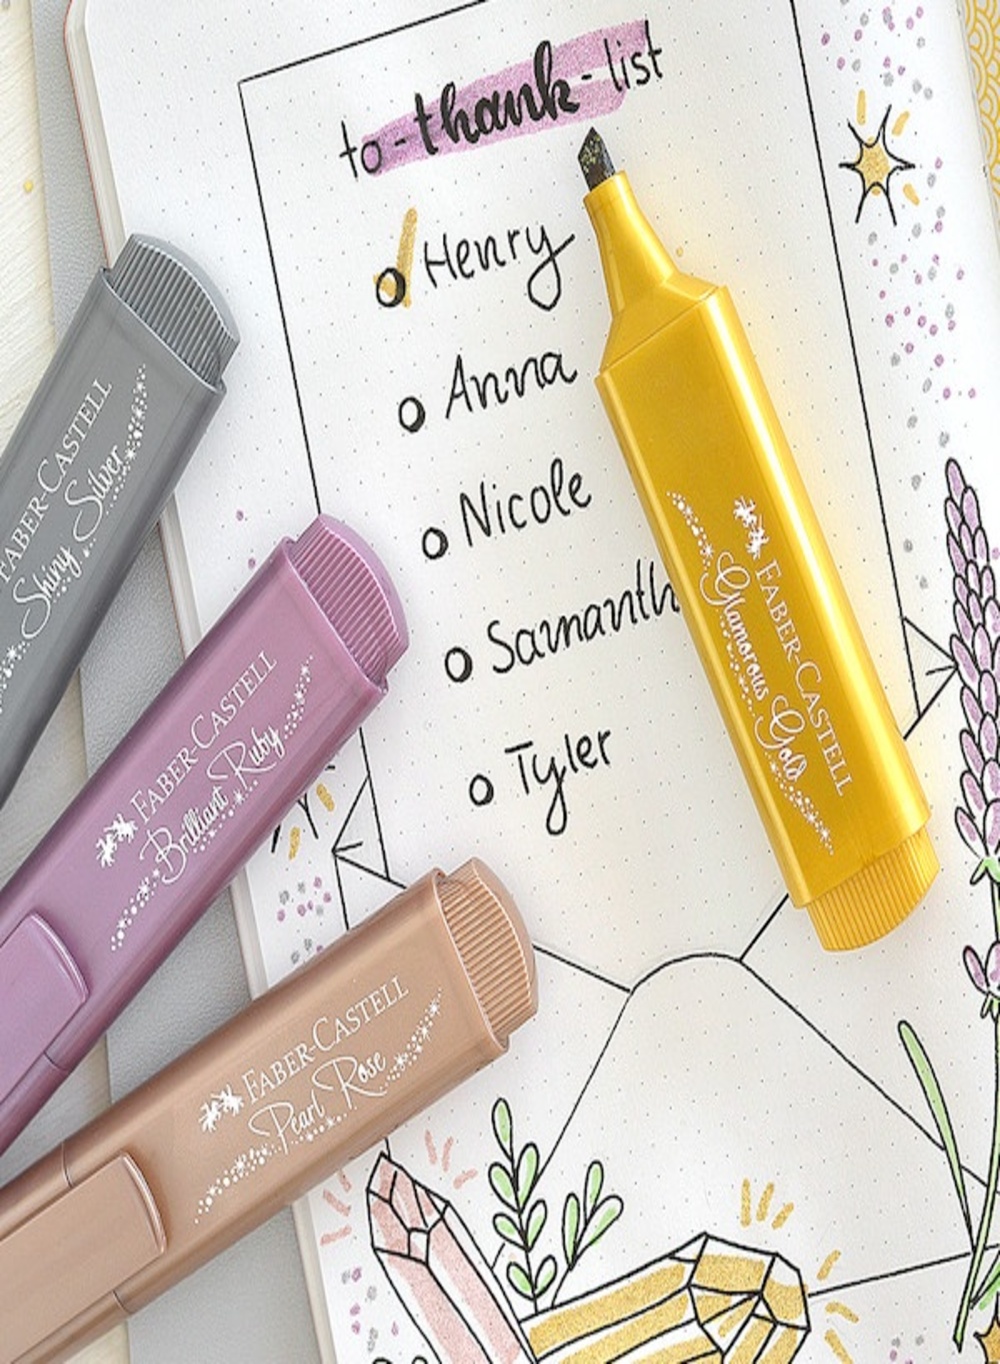 to-thank-list
Henry
Anna
Nicole
Samanth
Tyler
FABER-CASTELL
Glamorous Gold
FABER-CASTELL
Shiny Silver
FABER-CASTELL
Brilliant Ruby
FABER-CASTELL
Pearl Rose